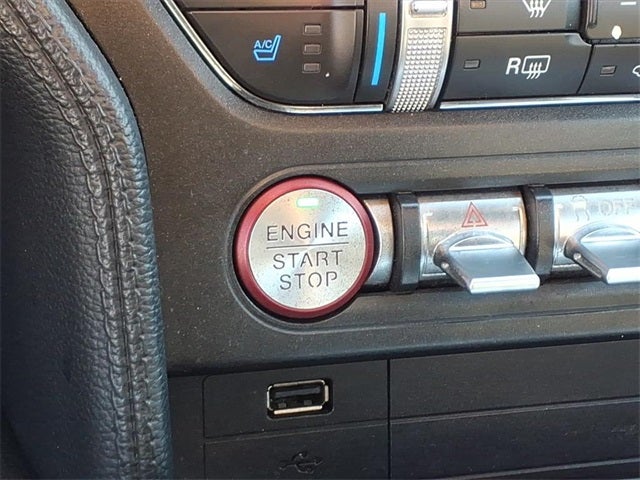 A/C
R
ENGINE
START
STOP
OFF